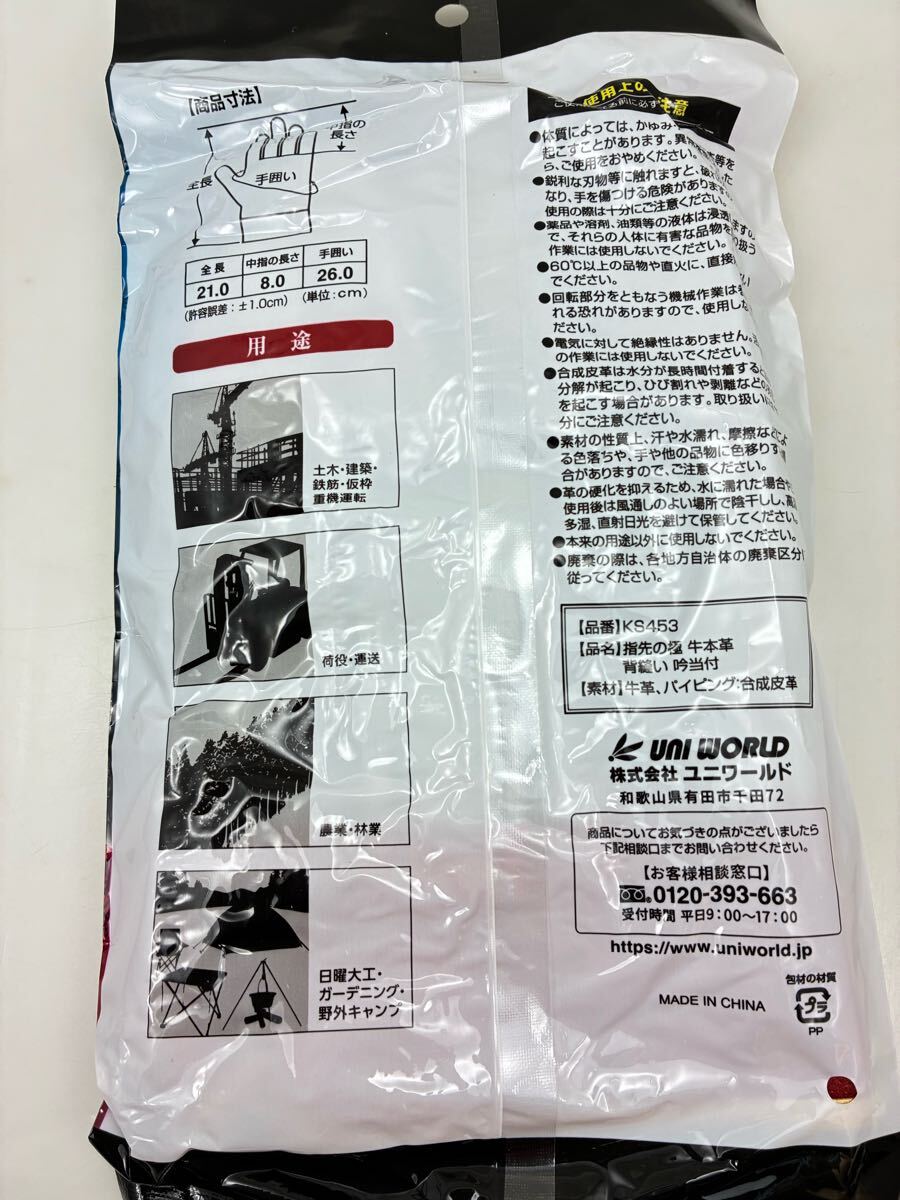 【商品寸法】
中指の
長さ
全長
手囲い
全長 中指の長さ 手囲い
21.0 8.0 26.0
(許容誤差：±1.0cm) (単位：cm)
用途
土木・建築・
鉄筋・仮枠
重機運転
荷役・運送
農業・林業
日曜大工・
ガーデニング・
野外キャンプ
使用上の 注意
前に必ず
●体質によっては、かゆみ
起こすことがあります。異常 等を
ら、ご使用をおやめください。
●鋭利な刃物等に触れますと、破
なり、手を傷つける危険があります
使用の際は十分にご注意ください。
●薬品や溶剤、油類等の液体は浸透しますの
で、それらの人体に有害な品物を 扱う
作業には使用しないでください。
●60℃以上の品物や直火に、直接
でください。
●回転部分をともなう機械作業は
れる恐れがありますので、使用しな
ださい。
●電気に対して絶縁性はありません。
の作業には使用しないでください。
●合成皮革は水分が長時間付着すると
分解が起こり、ひび割れや剥離などの
を起こす場合があります。取り扱い
分にご注意ください。
●素材の性質上、汗や水濡れ、摩擦などによ
る色落ちや、手や他の品物に色移りす
合がありますので、ご注意ください。
●革の硬化を抑えるため、水に濡れた場合や
使用後は風通しのよい場所で陰干しし、高
多湿、直射日光を避けて保管してください。
●本来の用途以外に使用しないでください。
●廃棄の際は、各地方自治体の廃棄区分に
従ってください。
【品番】KS453
【品名】指先の極 牛本革
背縫い 吟当付
【素材】牛革、パイピング：合成皮革
UNI WORLD
株式会社 ユニワールド
和歌山県有田市千田72
商品についてお気づきの点がございましたら
下記相談口までお問い合わせください。
【お客様相談窓口】
0120-393-663
受付時間 平日9：00〜17：00
https://www.uniworld.jp
包材の材質
MADE IN CHINA
プラ
PP